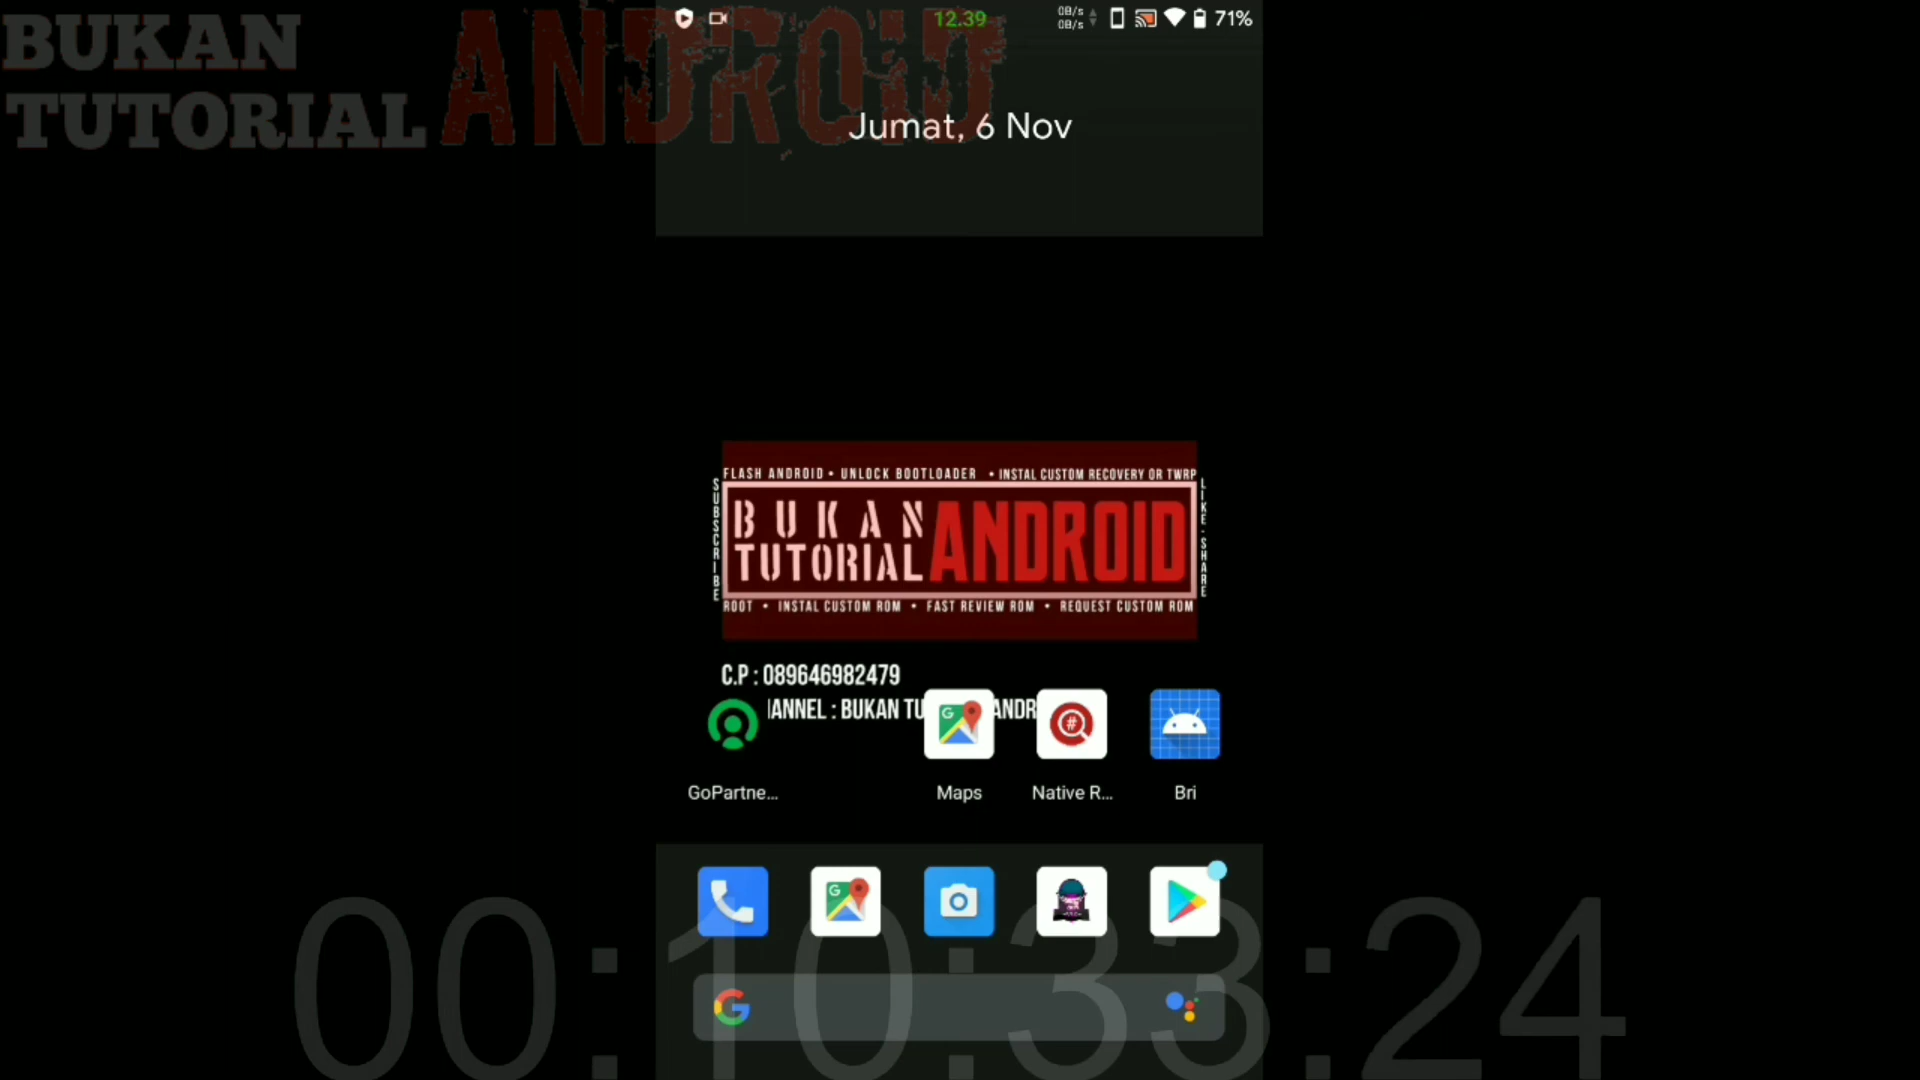 BUKAN
TUTORIAL ANDROID
12.39
0B/s
0B/s
71%
Jumat, 6 Nov
FLASH ANDROID • UNLOCK BOOTLOADER • INSTAL CUSTOM RECOVERY OR TWRP
SUBSCRIBE
BUKAN
TUTORIAL ANDROID
LIKE - SHARE
ROOT • INSTAL CUSTOM ROM • FAST REVIEW ROM • REQUEST CUSTOM ROM
C.P : 089646982479
ANNEL : BUKAN TU ANDR
GoPartne...
Maps
Native R...
Bri
00:10:33:24